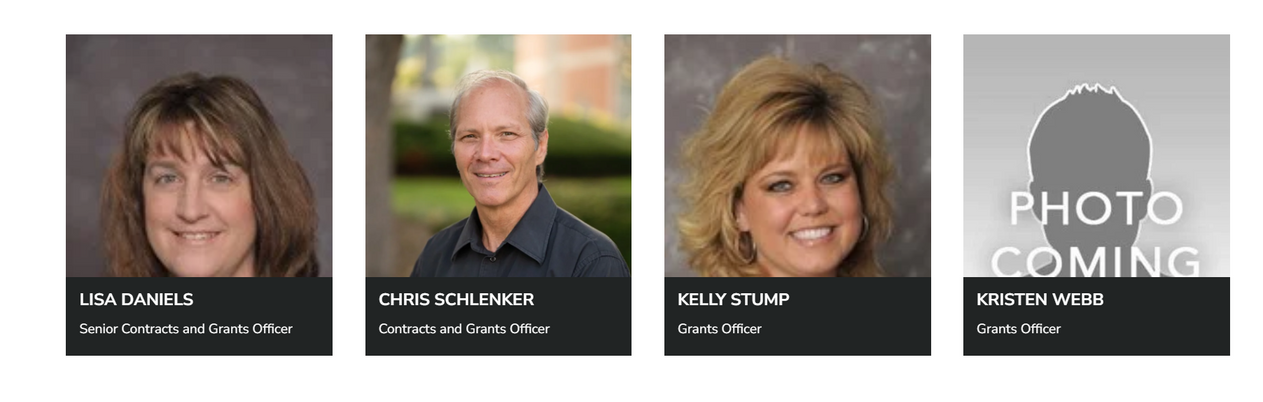 LISA DANIELS
Senior Contracts and Grants Officer
CHRIS SCHLENKER
Contracts and Grants Officer
KELLY STUMP
Grants Officer
PHOTO
COMING
KRISTEN WEBB
Grants Officer